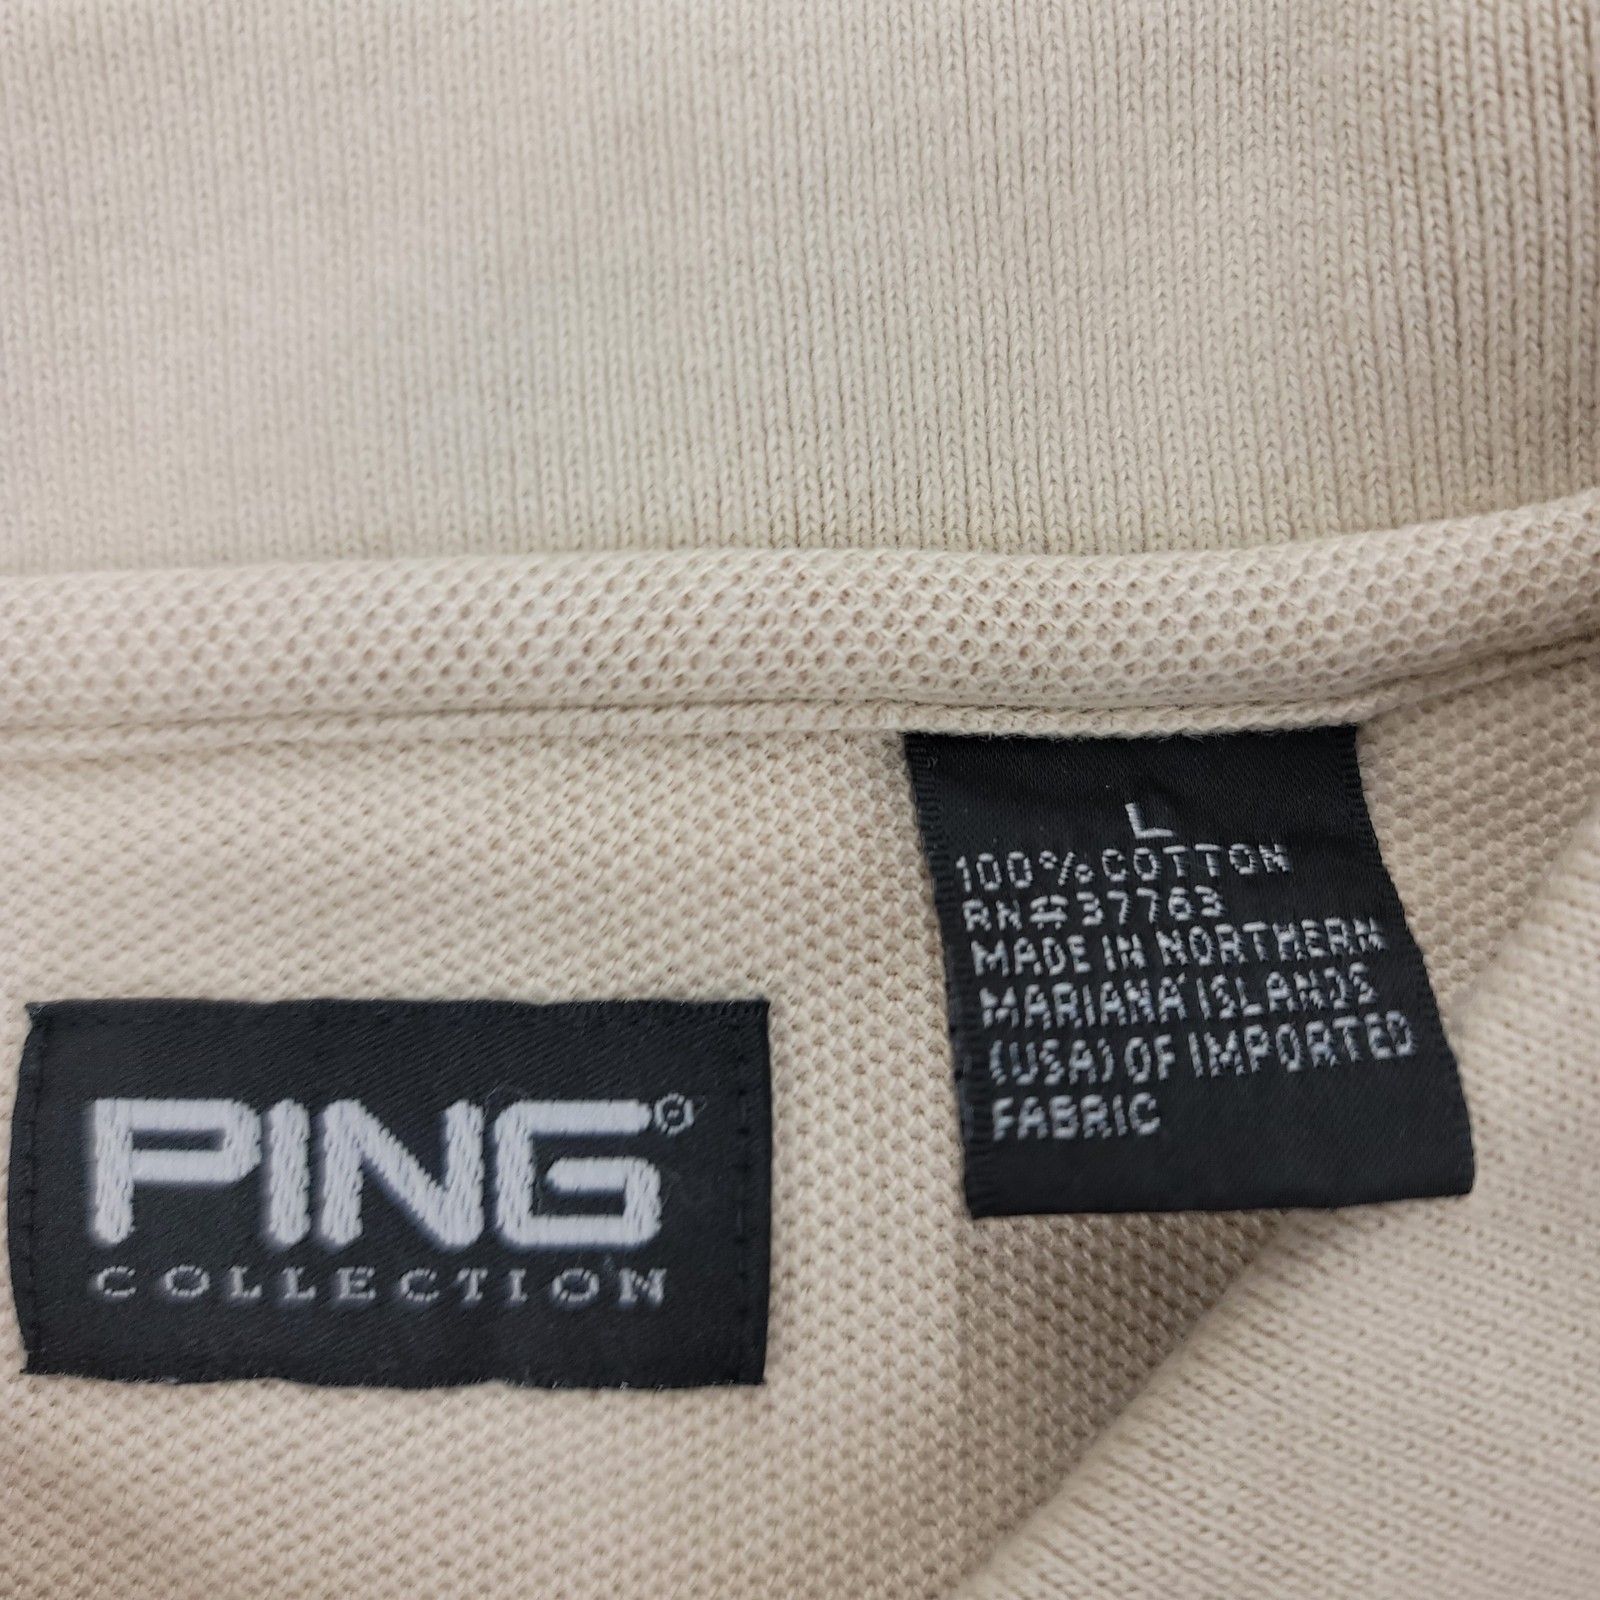 L
100% COTTON
RN# 37763
MADE IN NORTHERN
MARIANA ISLANDS
(USA) OF IMPORTED
FABRIC
PING®
COLLECTION